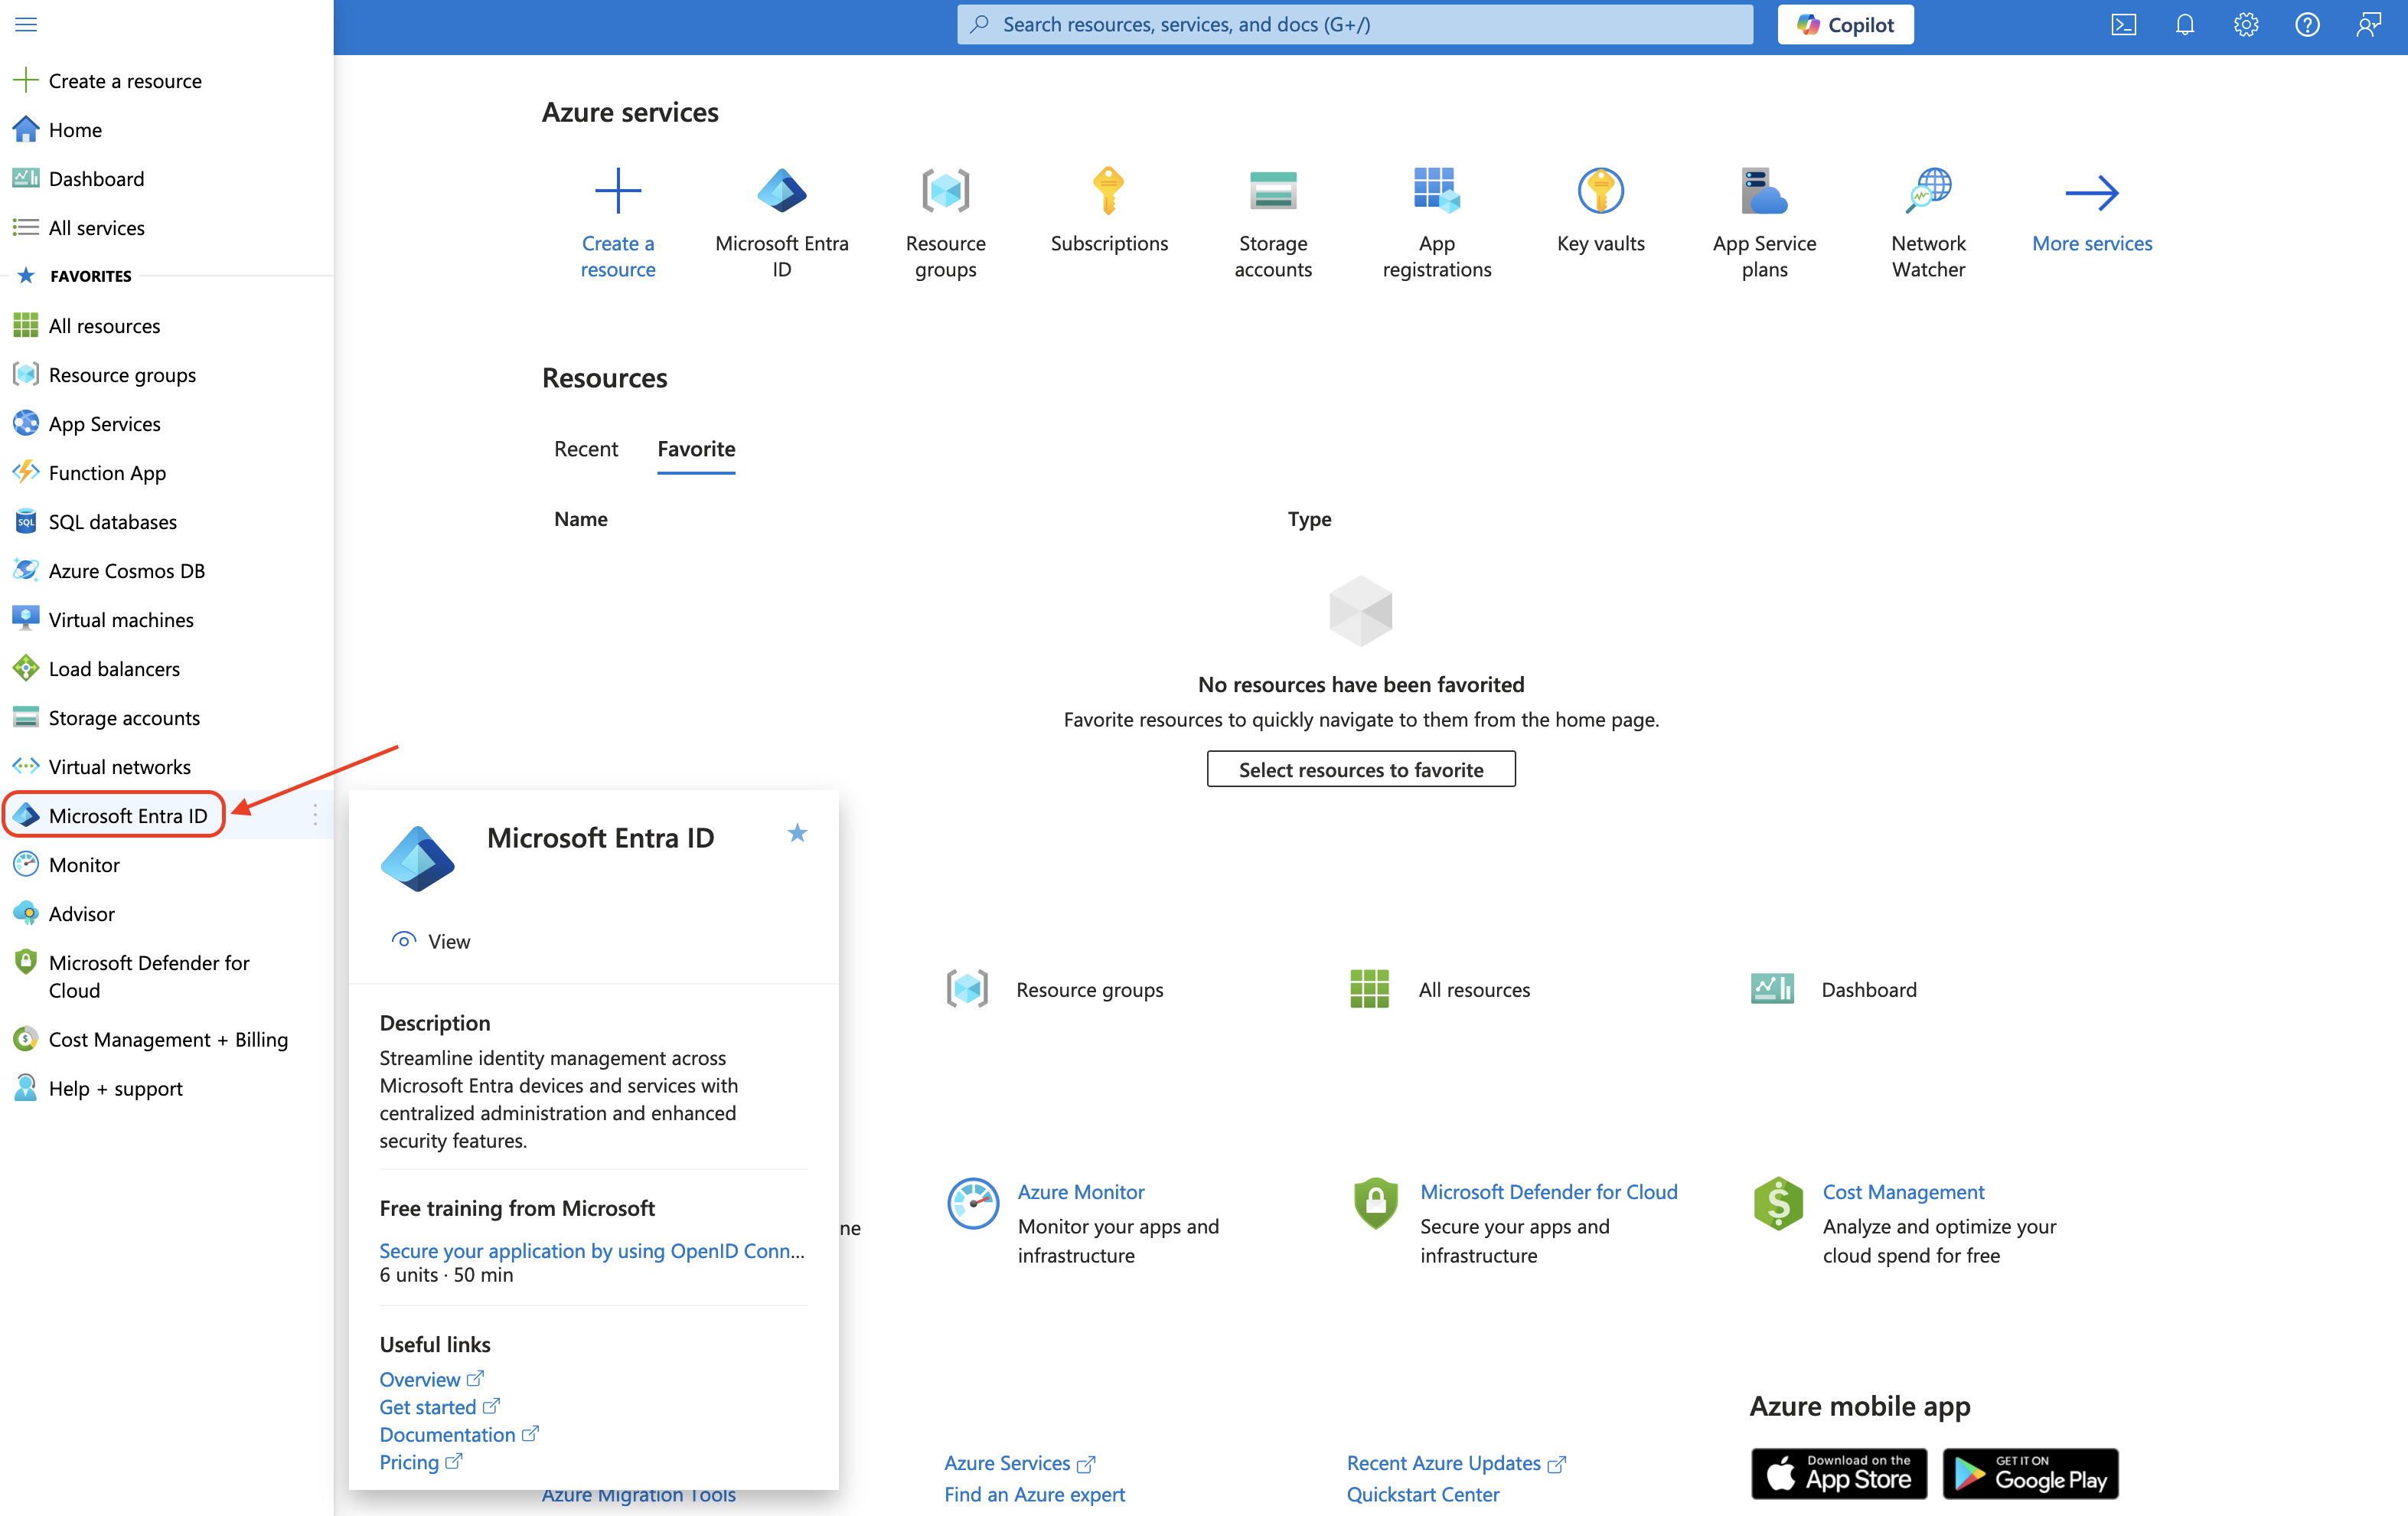 Search resources, services, and docs (G+/)
Copilot
Create a resource
Home
Dashboard
All services
FAVORITES
All resources
Resource groups
App Services
Function App
SQL
SQL databases
Azure Cosmos DB
Virtual machines
Load balancers
Storage accounts
Virtual networks
Microsoft Entra ID
Monitor
Advisor
Microsoft Defender for
Cloud
Cost Management + Billing
Help + support
Azure services
Create a
resource
Microsoft Entra
ID
Resource
groups
Subscriptions
Storage
accounts
App
registrations
Key vaults
App Service
plans
Network
Watcher
More services
Resources
Recent
Favorite
Name
Type
No resources have been favorited
Favorite resources to quickly navigate to them from the home page.
Select resources to favorite
Microsoft Entra ID
View
Description
Streamline identity management across
Microsoft Entra devices and services with
centralized administration and enhanced
security features.
Free training from Microsoft
Secure your application by using OpenID Conn...
6 units · 50 min
Useful links
Overview
Get started
Documentation
Pricing
Resource groups
All resources
Dashboard
ne
Azure Monitor
Monitor your apps and
infrastructure
Microsoft Defender for Cloud
Secure your apps and
infrastructure
Cost Management
Analyze and optimize your
cloud spend for free
Azure Migration Tools
Azure Services
Find an Azure expert
Recent Azure Updates
Quickstart Center
Azure mobile app
Download on the
App Store
GET IT ON
Google Play